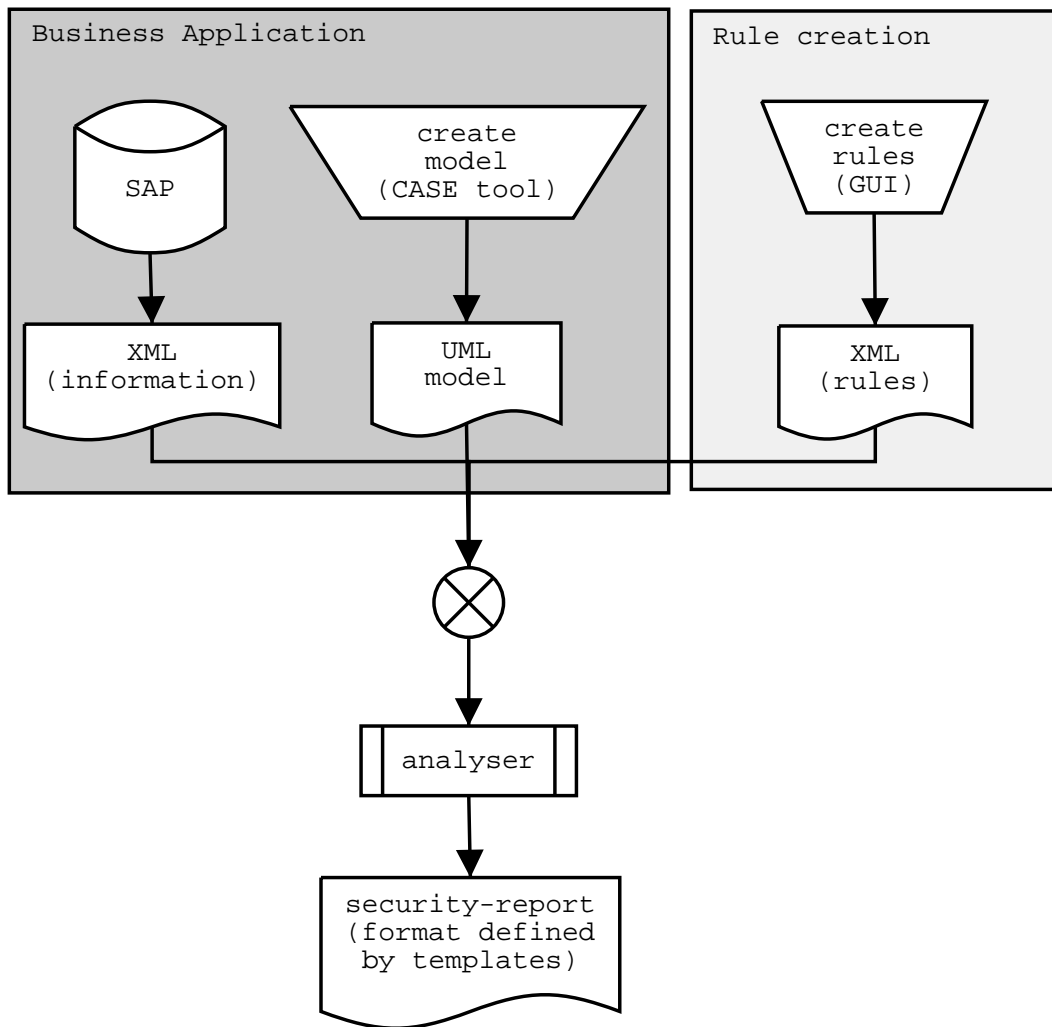 Business Application
Rule creation
SAP
create
model
(CASE tool)
create
rules
(GUI)
XML
(information)
UML
model
XML
(rules)
analyser
security-report
(format defined
by templates)